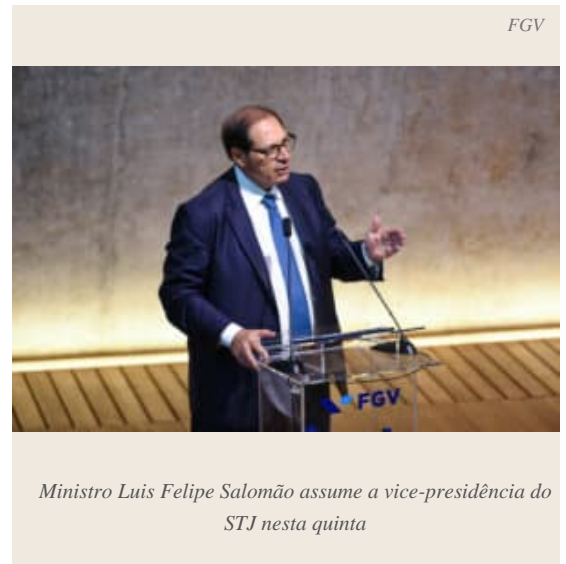 FGV
FGV
Ministro Luis Felipe Salomão assume a vice-presidência do
STJ nesta quinta